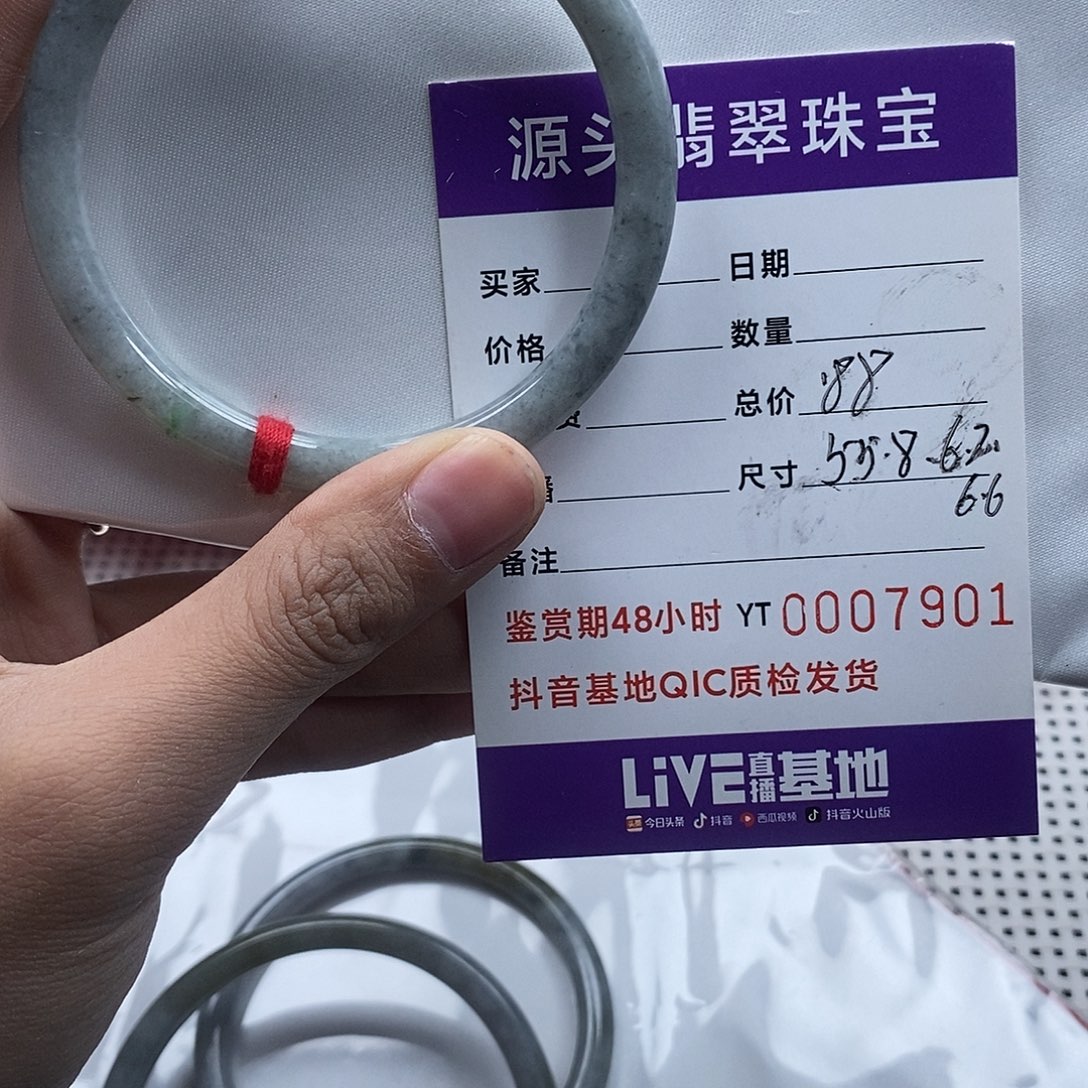 源头翡翠珠宝
买家 日期
价格 数量
总价 88
尺寸 55.8 6.2
6.6
备注
鉴赏期48小时 YT 0007901
抖音基地QIC质检发货
LiVE直播基地
今日头条 抖音 西瓜视频 抖音火山版